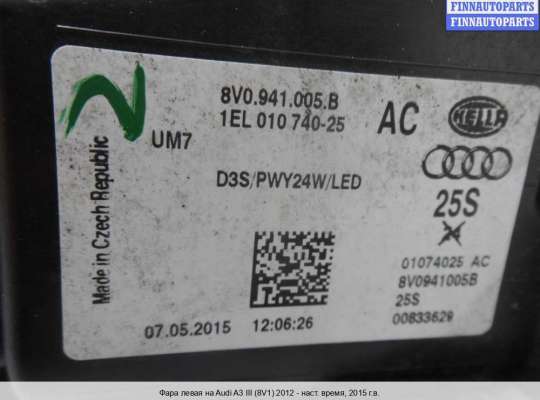 FINNAUTOPARTS
FINNAUTOPARTS
8V0.941.005.B
1EL 010 740-25
AC
HELLA
UM7
D3S/PWY24W/LED
25S
Made in Czech Republic
01074025 AC
8V0941005B
25S
00833629
07.05.2015
12:06:26
Фара левая на Audi A3 III (8V1) 2012 - наст. время, 2015 г.в.